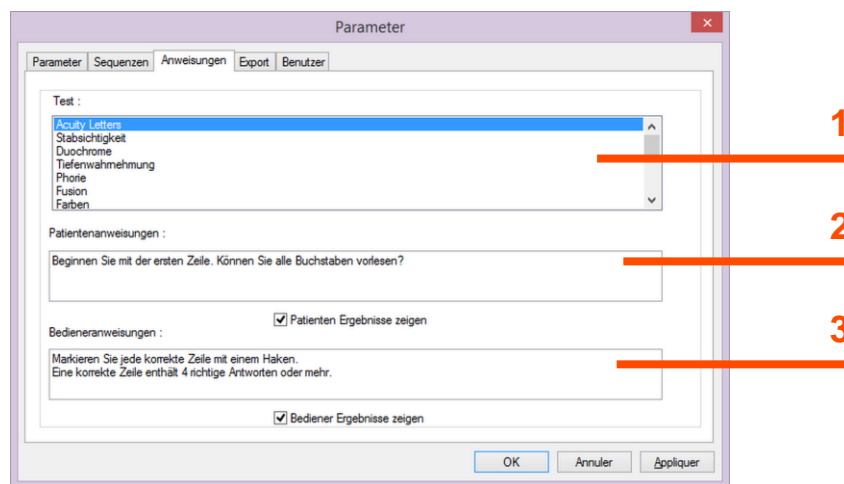 Parameter
Parameter Sequenzen Anweisungen Export Benutzer
Test :
Acuity Letters
Stabsichtigkeit
Duochrome
Tiefenwahrnehmung
Phorie
Fusion
Farben
1
Patientenanweisungen :
2
Beginnen Sie mit der ersten Zeile. Können Sie alle Buchstaben vorlesen?
Patienten Ergebnisse zeigen
Bedieneranweisungen :
3
Markieren Sie jede korrekte Zeile mit einem Haken.
Eine korrekte Zeile enthält 4 richtige Antworten oder mehr.
Bediener Ergebnisse zeigen
OK Annuler Appliquer